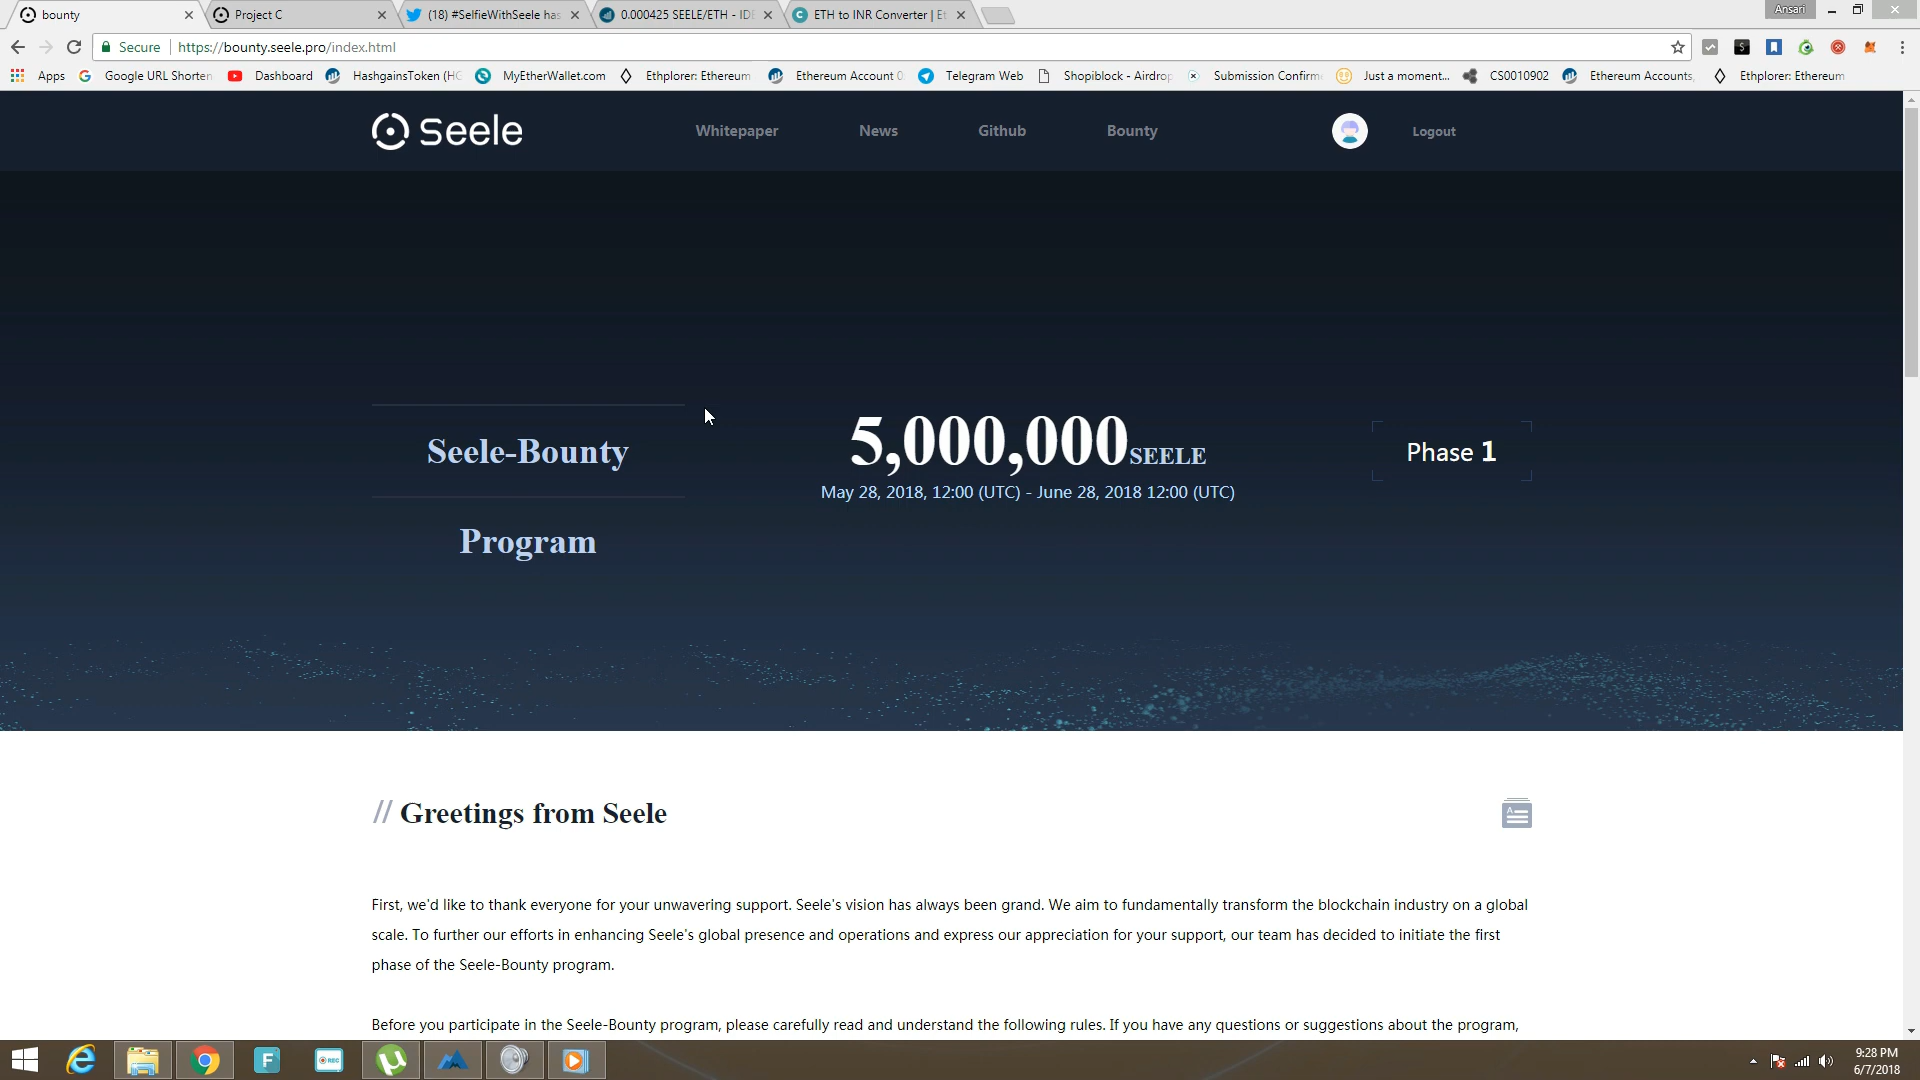 bounty
Project C
(18) #SelfieWithSeele has
0.000425 SEELE/ETH - IDE
ETH to INR Converter | Et
Ansari
Secure
https://bounty.seele.pro/index.html
Apps
Google URL Shorten
Dashboard
HashgainsToken (HG
MyEtherWallet.com
Ethplorer: Ethereum
Ethereum Account 0
Telegram Web
Shopiblock - Airdrop
Submission Confirm
Just a moment...
CS0010902
Ethereum Accounts,
Ethplorer: Ethereum
Seele
Whitepaper
News
Github
Bounty
Logout
Seele-Bounty
Program
5,000,000SEELE
May 28, 2018, 12:00 (UTC) - June 28, 2018 12:00 (UTC)
Phase 1
// Greetings from Seele
First, we'd like to thank everyone for your unwavering support. Seele's vision has always been grand. We aim to fundamentally transform the blockchain industry on a global
scale. To further our efforts in enhancing Seele's global presence and operations and express our appreciation for your support, our team has decided to initiate the first
phase of the Seele-Bounty program.
Before you participate in the Seele-Bounty program, please carefully read and understand the following rules. If you have any questions or suggestions about the program,
F
REC
9:28 PM
6/7/2018